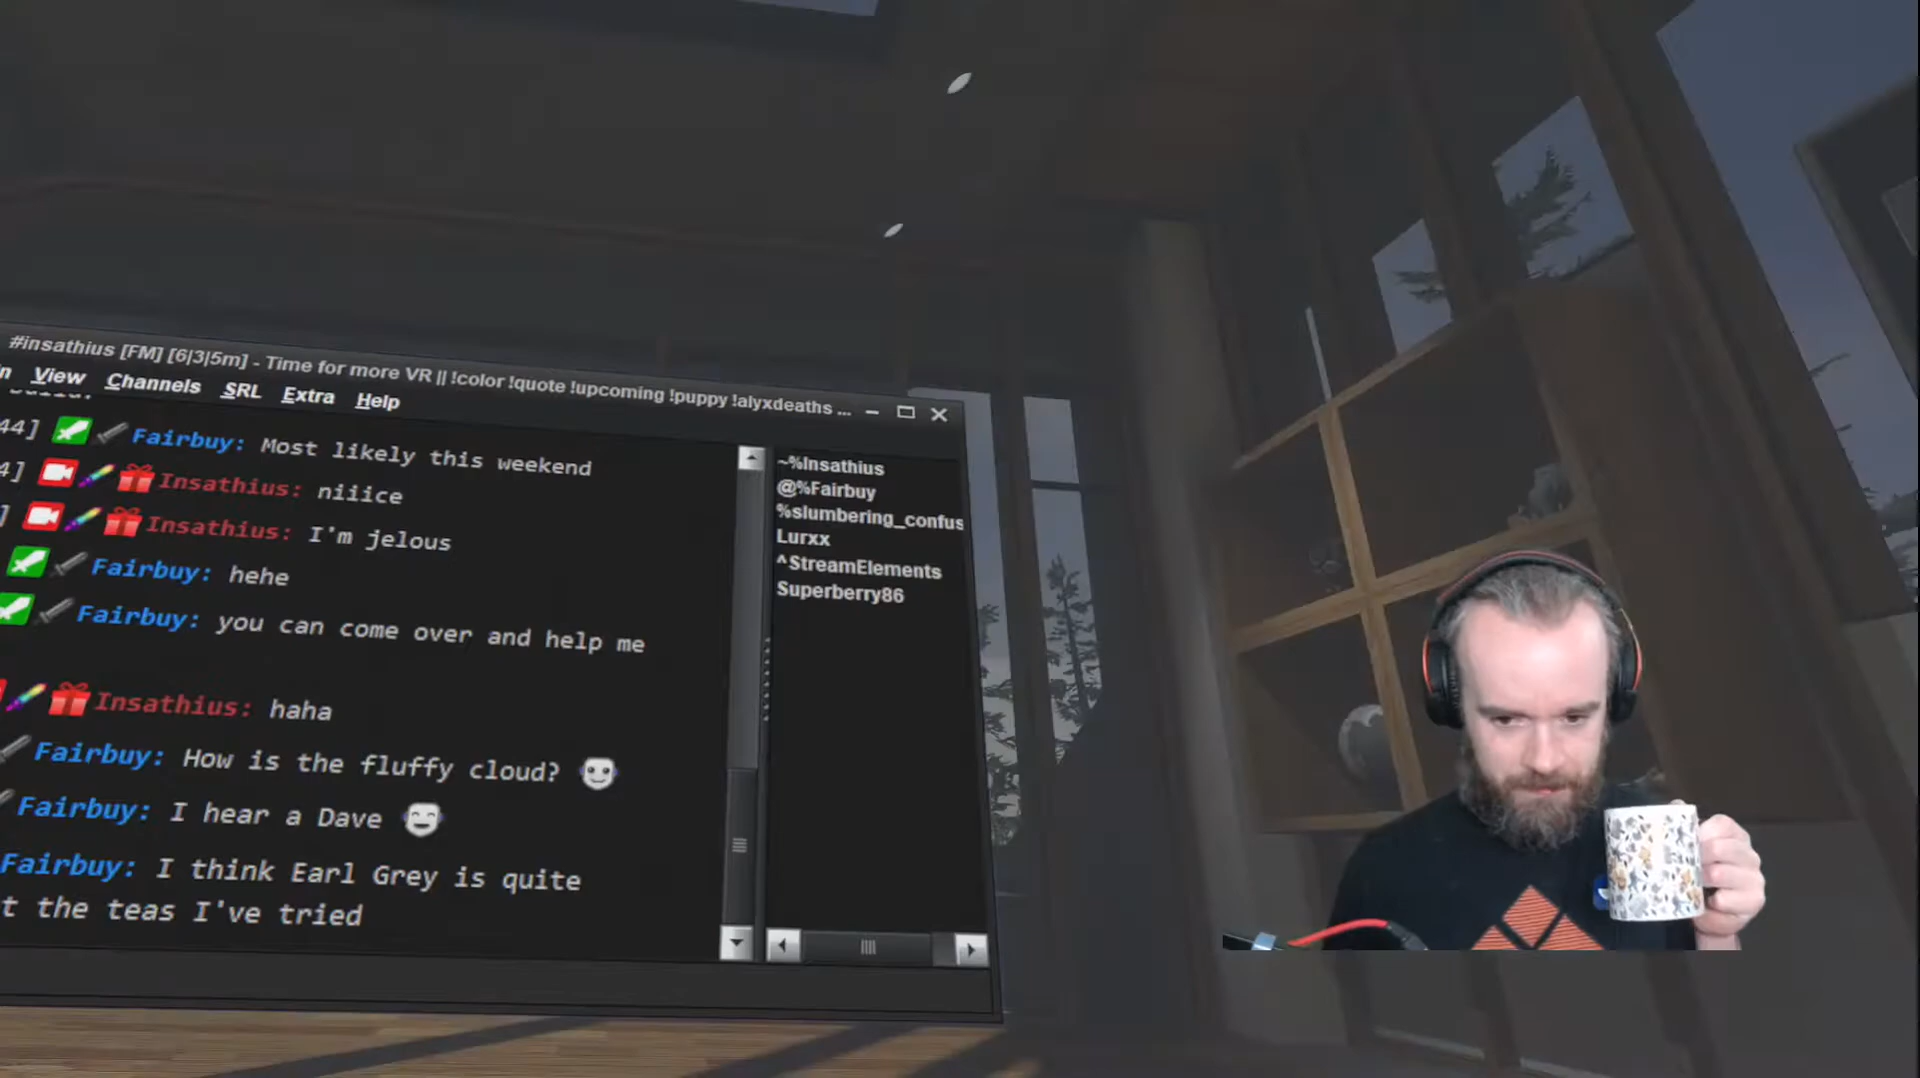 #insathius [FM] [6|3|5m] - Time for more VR || !color !quote !upcoming !puppy !alyxdeaths ...
View Channels SRL Extra Help
44] Fairbuy: Most likely this weekend
4] Insathius: niiice
] Insathius: I'm jelous
Fairbuy: hehe
Fairbuy: you can come over and help me
Insathius: haha
Fairbuy: How is the fluffy cloud?
Fairbuy: I hear a Dave
Fairbuy: I think Earl Grey is quite
t the teas I've tried
~%Insathius
@%Fairbuy
%slumbering_confus
Lurxx
^StreamElements
Superberry86